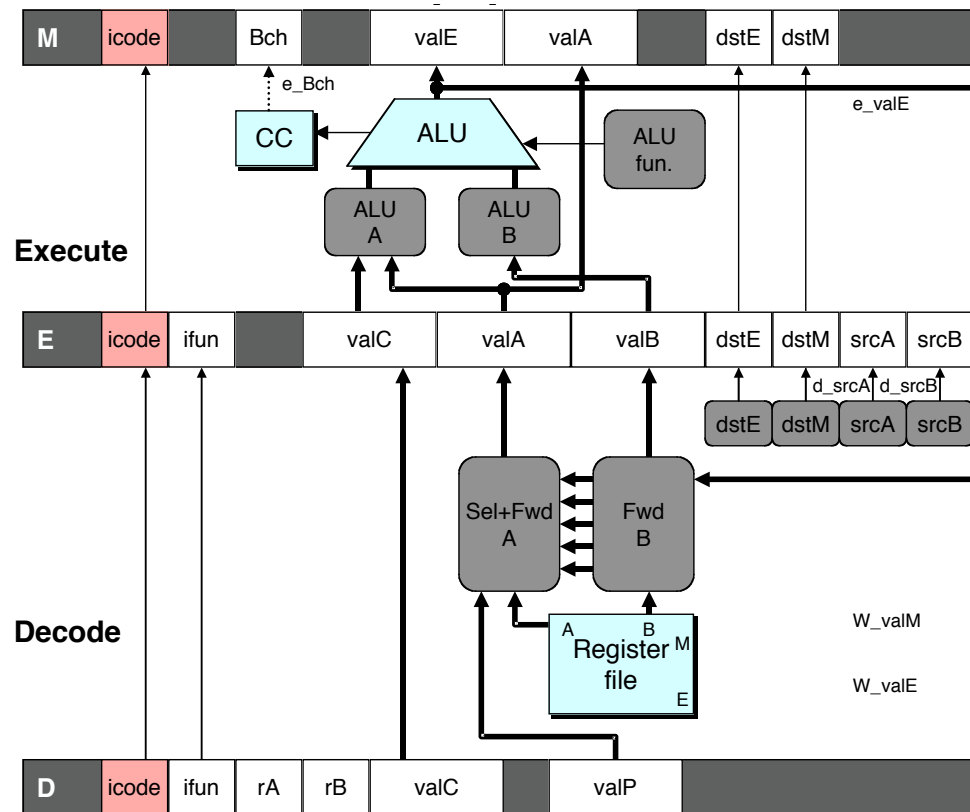 M icode Bch valE valA dstE dstM
e_Bch
e_valE
CC
ALU
ALU
fun.
ALU
A
ALU
B
Execute
E icode ifun valC valA valB dstE dstM srcA srcB
d_srcA d_srcB
dstE dstM srcA srcB
Sel+Fwd
A
Fwd
B
Decode
A B
M
Register
file
E
W_valM
W_valE
D icode ifun rA rB valC valP